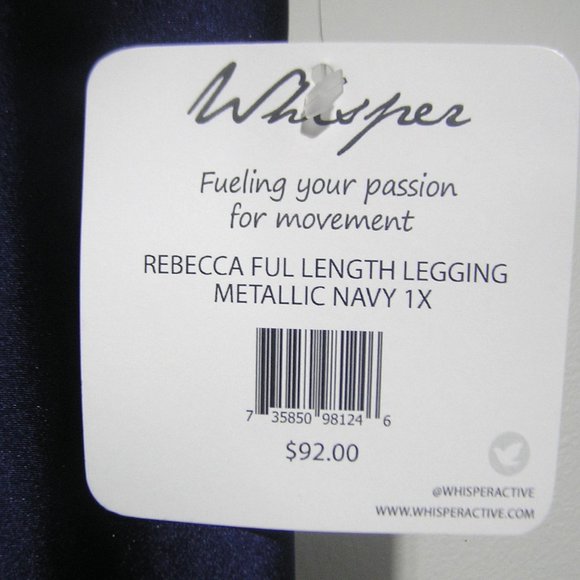 Whisper
Fueling your passion
for movement
REBECCA FUL LENGTH LEGGING
METALLIC NAVY 1X
7 35850 98124 6
$92.00
@WHISPERACTIVE
WWW.WHISPERACTIVE.COM